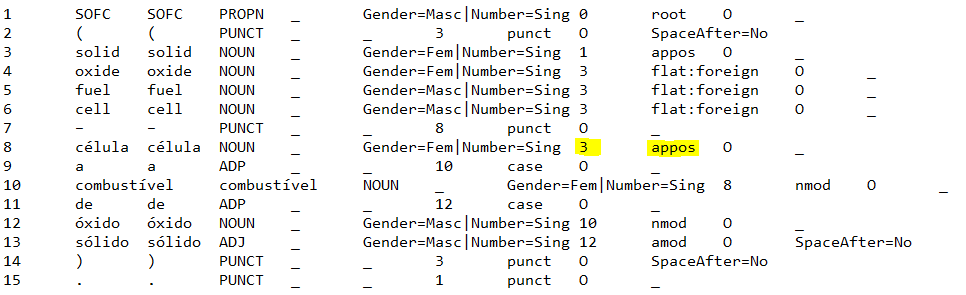 1 SOFC SOFC PROPN _ Gender=Masc|Number=Sing 0 root O _
2 ( ( PUNCT _ _ 3 punct O SpaceAfter=No
3 solid solid NOUN _ Gender=Fem|Number=Sing 1 appos O _
4 oxide oxide NOUN _ Gender=Fem|Number=Sing 3 flat:foreign O _
5 fuel fuel NOUN _ Gender=Fem|Number=Sing 3 flat:foreign O _
6 cell cell NOUN _ Gender=Fem|Number=Sing 3 flat:foreign O _
7 – – PUNCT _ _ 8 punct O _
8 célula célula NOUN _ Gender=Fem|Number=Sing 3 appos O _
9 a a ADP _ _ 10 case O _
10 combustível combustível NOUN _ Gender=Fem|Number=Sing 8 nmod O _
11 de de ADP _ _ 12 case O _
12 óxido óxido NOUN _ Gender=Masc|Number=Sing 10 nmod O _
13 sólido sólido ADJ _ Gender=Masc|Number=Sing 12 amod O SpaceAfter=No
14 ) ) PUNCT _ _ 3 punct O SpaceAfter=No
15 . . PUNCT _ _ 1 punct O _